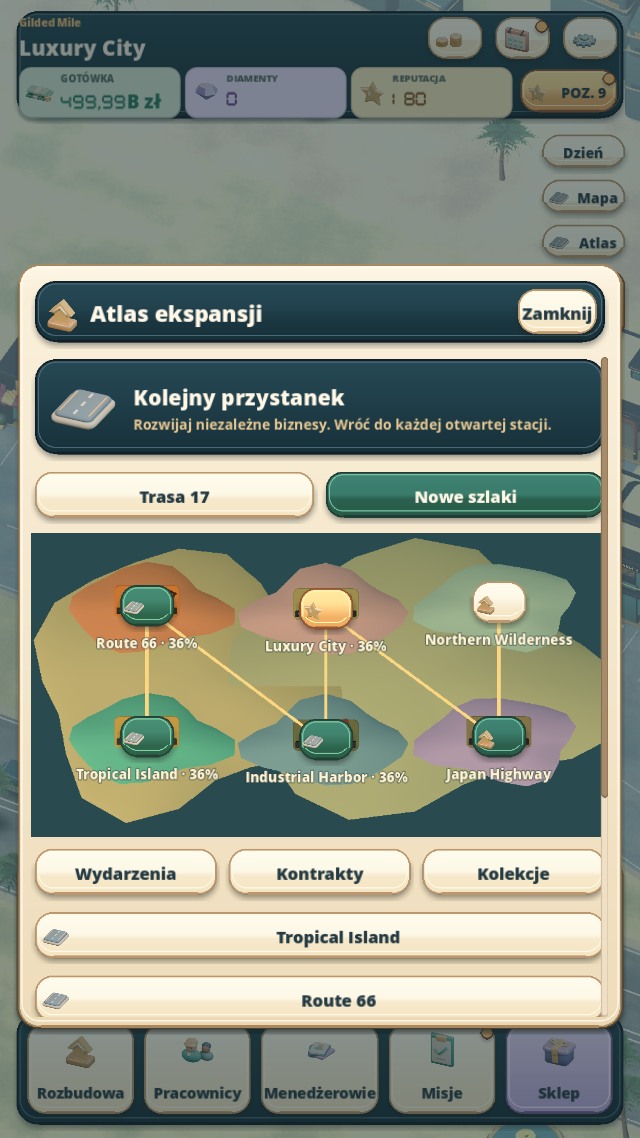 Gilded Mile
Luxury City
GOTÓWKA
499,99B zł
DIAMENTY
0
REPUTACJA
180
POZ. 9
Dzień
Mapa
Atlas
Atlas ekspansji
Zamknij
Kolejny przystanek
Rozwijaj niezależne biznesy. Wróć do każdej otwartej stacji.
Trasa 17
Nowe szlaki
Route 66 · 36%
Luxury City · 36%
Northern Wilderness
Tropical Island · 36%
Industrial Harbor · 36%
Japan Highway
Wydarzenia
Kontrakty
Kolekcje
Tropical Island
Route 66
Rozbudowa
Pracownicy
Menedżerowie
Misje
Sklep